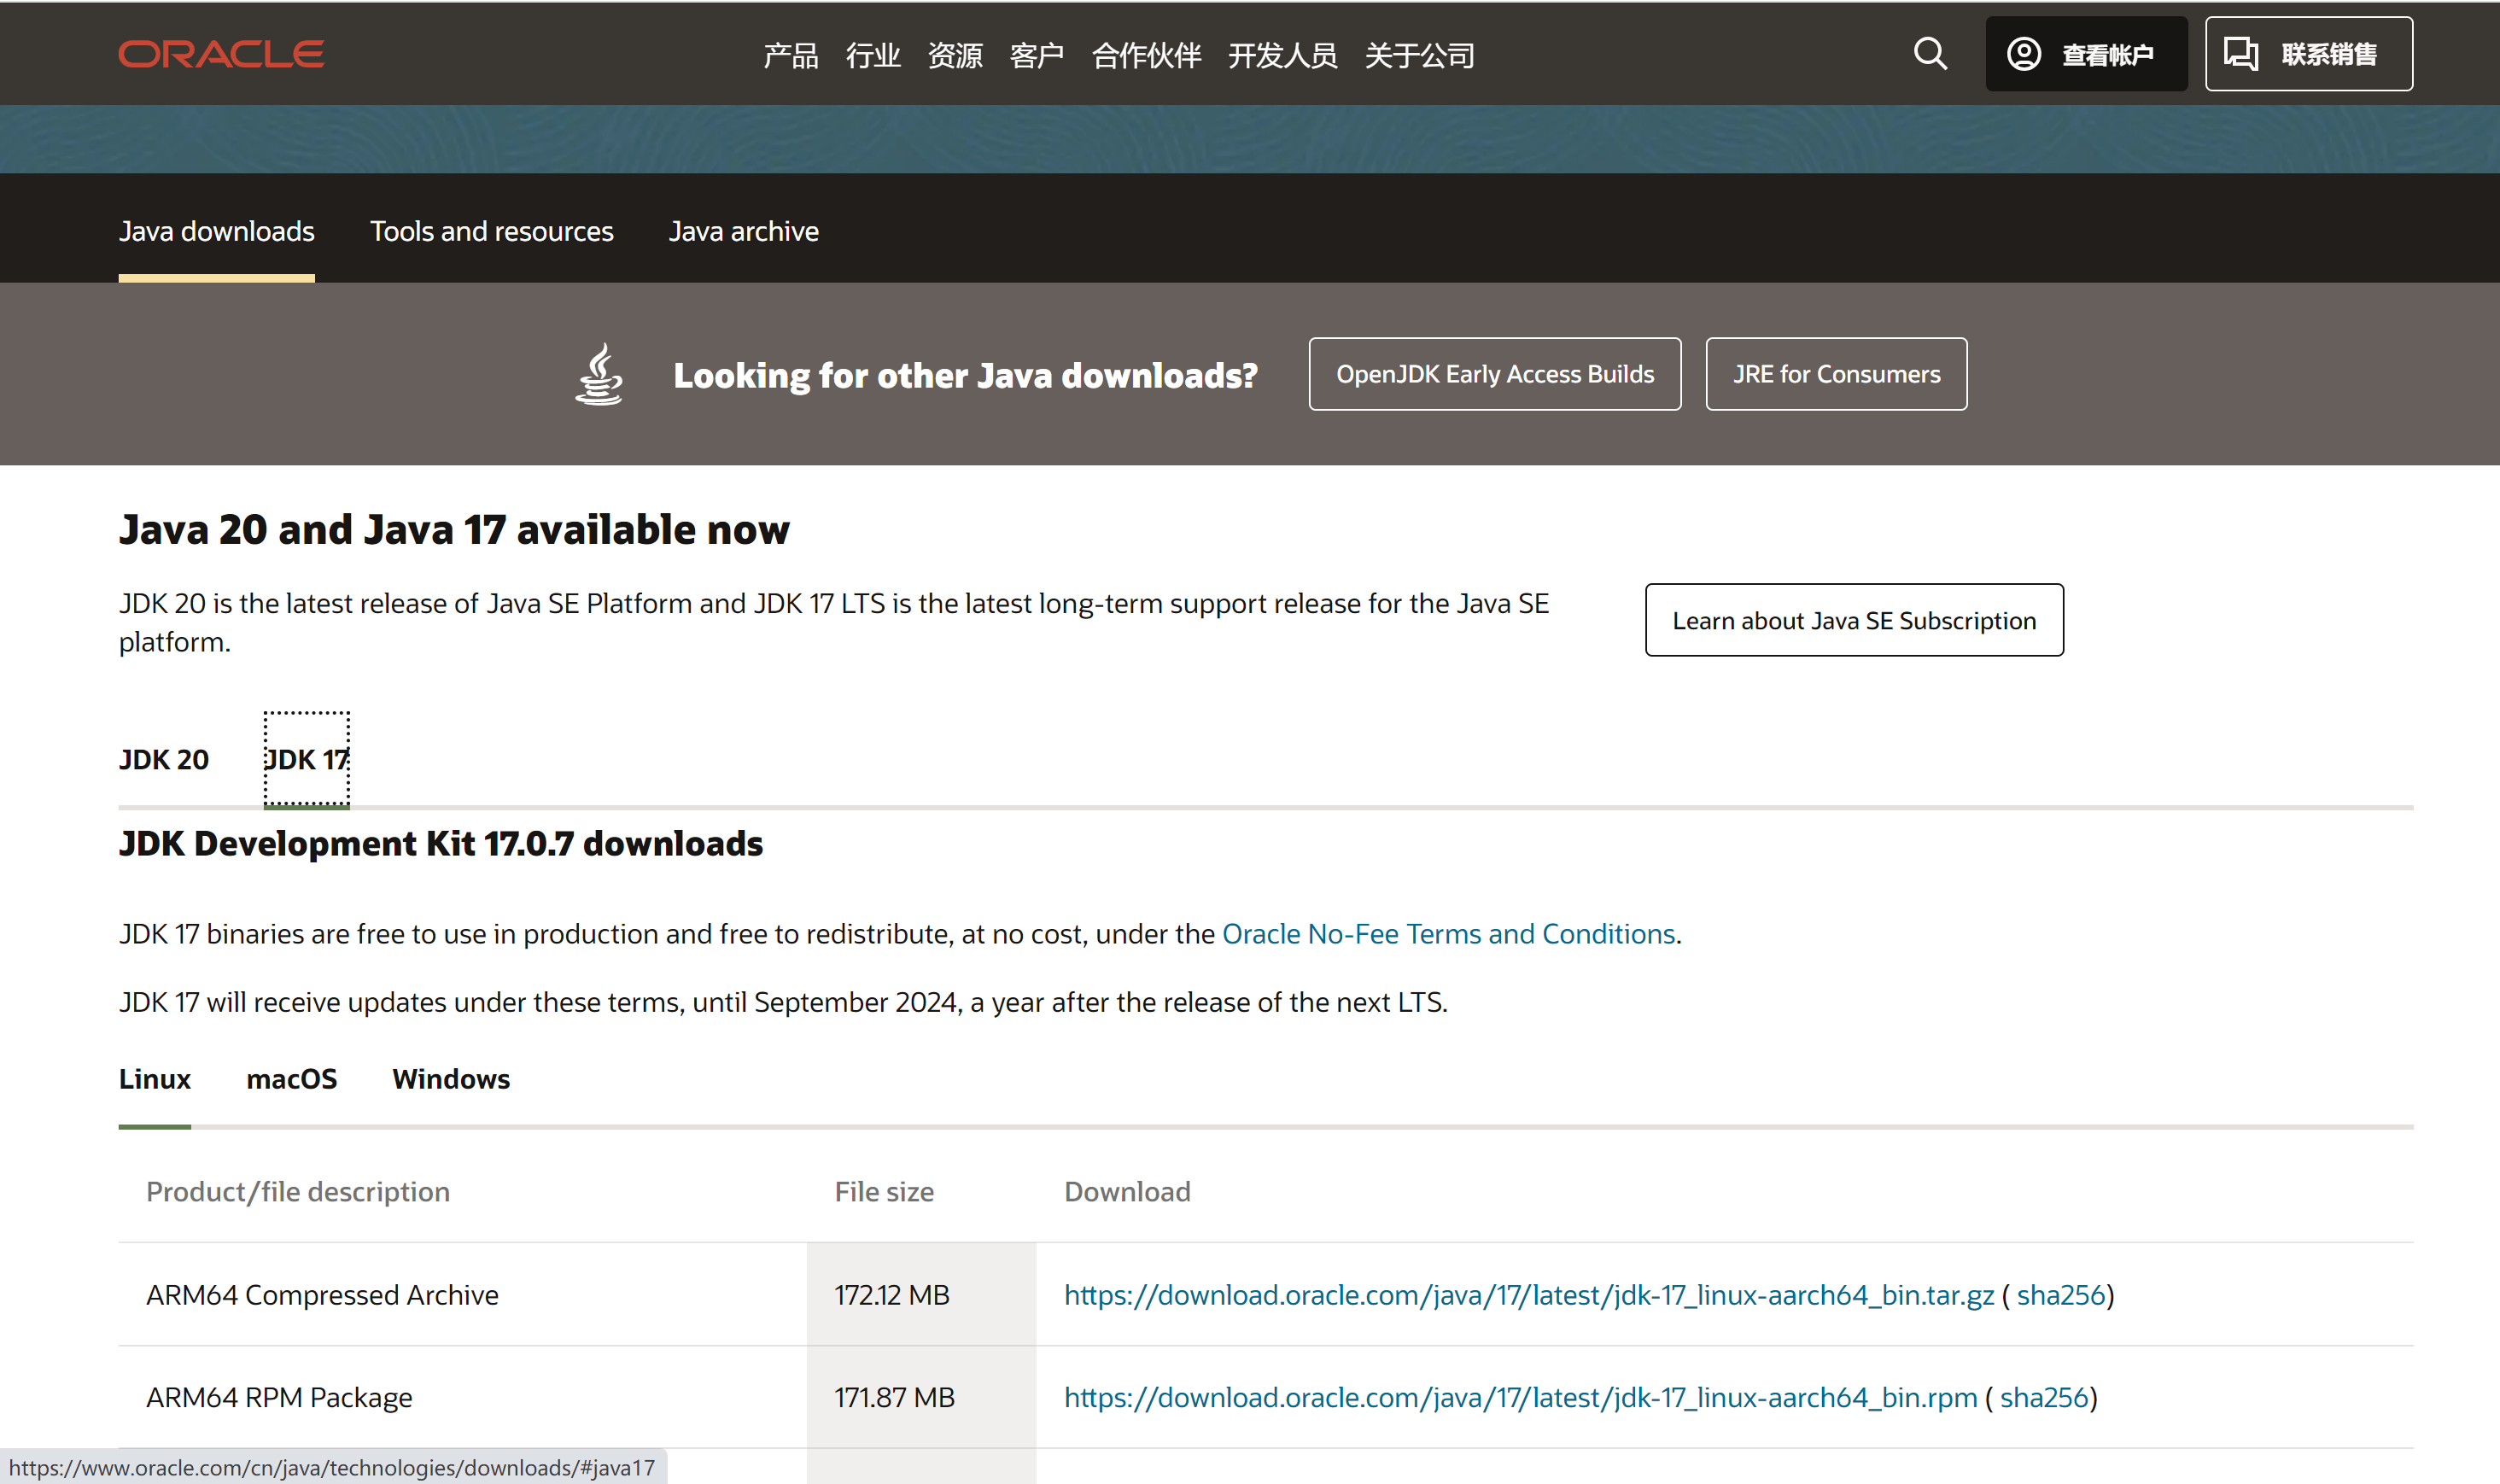 ORACLE
产品 行业 资源 客户 合作伙伴 开发人员 关于公司
查看帐户
联系销售
Java downloads Tools and resources Java archive
Looking for other Java downloads?
OpenJDK Early Access Builds
JRE for Consumers
Java 20 and Java 17 available now
JDK 20 is the latest release of Java SE Platform and JDK 17 LTS is the latest long-term support release for the Java SE
platform.
Learn about Java SE Subscription
JDK 20 JDK 17
JDK Development Kit 17.0.7 downloads
JDK 17 binaries are free to use in production and free to redistribute, at no cost, under the Oracle No-Fee Terms and Conditions.
JDK 17 will receive updates under these terms, until September 2024, a year after the release of the next LTS.
Linux macOS Windows
Product/file description File size Download
ARM64 Compressed Archive 172.12 MB https://download.oracle.com/java/17/latest/jdk-17_linux-aarch64_bin.tar.gz ( sha256)
ARM64 RPM Package 171.87 MB https://download.oracle.com/java/17/latest/jdk-17_linux-aarch64_bin.rpm ( sha256)
https://www.oracle.com/cn/java/technologies/downloads/#java17